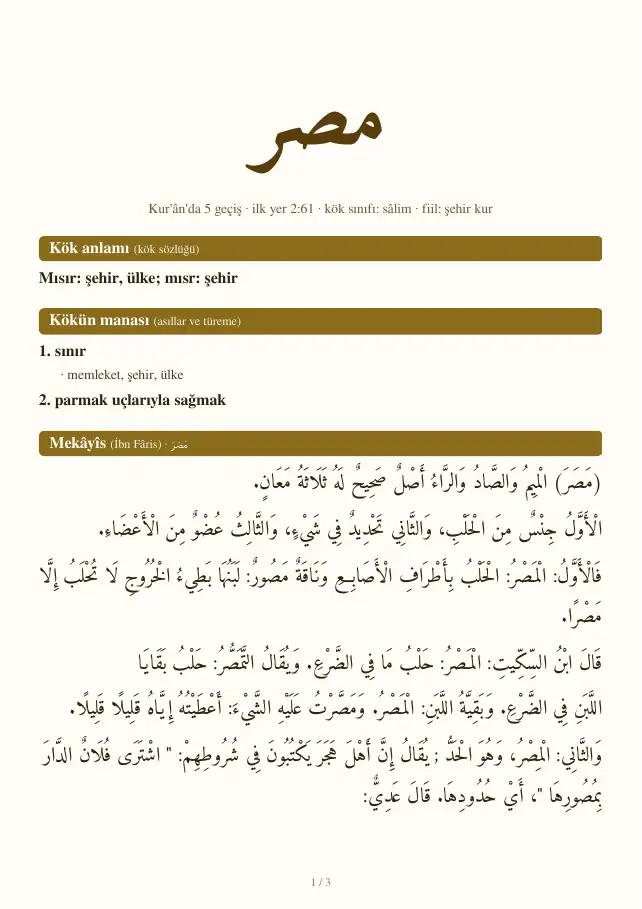 مصر
Kur'ân'da 5 geçiş · ilk yer 2:61 · kök sınıfı: sâlim · fiil: şehir kur
Kök anlamı (kök sözlüğü)
Mısır: şehir, ülke; mısr: şehir
Kökün manası (asıllar ve türeme)
1. sınır
· memleket, şehir, ülke
2. parmak uçlarıyla sağmak
Mekâyîs (İbn Fâris) · مَصَرَ
(مَصَرَ) الْمِيمُ وَالصَّادُ وَالرَّاءُ أَصْلٌ صَحِيحٌ لَهُ ثَلَاثَةُ مَعَانٍ.
الْأَوَّلُ جِنْسٌ مِنَ الْحَلْبِ، وَالثَّانِي تَحْدِيدٌ فِي شَيْءٍ، وَالثَّالِثُ عُضْوٌ مِنَ الْأَعْضَاءِ.
فَالْأَوَّلُ: الْمَصْرُ: الْحَلْبُ بِأَطْرَافِ الْأَصَابِعِ وَنَاقَةٌ مَصُورٌ: لَبَنُهَا بَطِيءُ الْخُرُوجِ لَا تُحْلَبُ إِلَّا
مَصْرًا.
قَالَ ابْنُ السِّكِّيتِ: الْمَصْرُ: حَلْبُ مَا فِي الضَّرْعِ. وَيُقَالُ التَّمَصُّرُ: حَلْبُ بَقَايَا
اللَّبَنِ فِي الضَّرْعِ. وَبَقِيَّةُ اللَّبَنِ: الْمَصْرُ. وَمَصَّرْتُ عَلَيْهِ الشَّيْءَ: أَعْطَيْتُهُ إِيَّاهُ قَلِيلًا قَلِيلًا.
وَالثَّانِي: الْمِصْرُ، وَهُوَ الْحَدُّ ; يُقَالُ إِنَّ أَهْلَ هَجَرَ يَكْتُبُونَ فِي شُرُوطِهِمْ: " اشْتَرَى فُلَانٌ الدَّارَ
بِمُصُورِهَا "، أَيْ حُدُودِهَا. قَالَ عَدِيٌّ:
1 / 3